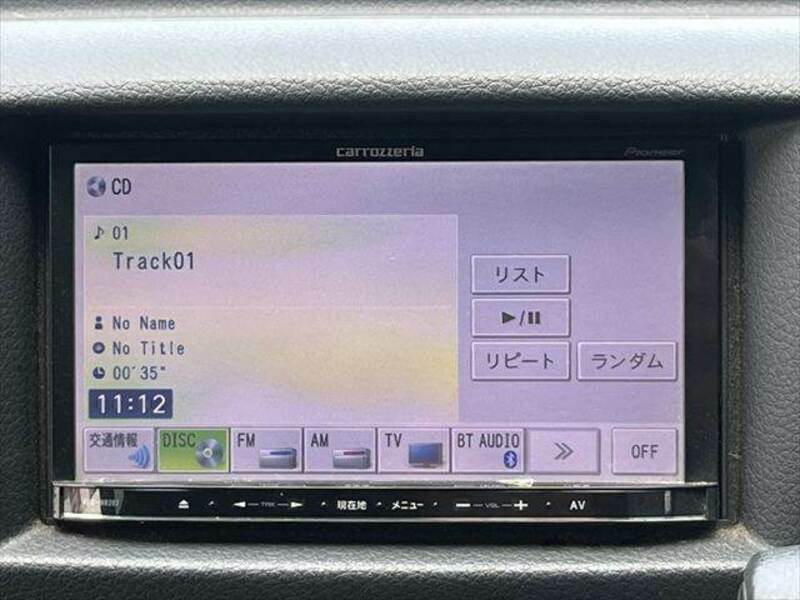 carrozzeria
Pioneer
CD
♪ 01
Track01
No Name
No Title
00'35"
11:12
リスト
▶/❚❚
リピート
ランダム
交通情報 DISC FM AM TV BT AUDIO ≫ OFF
TRK 現在地 メニュー − VOL + AV